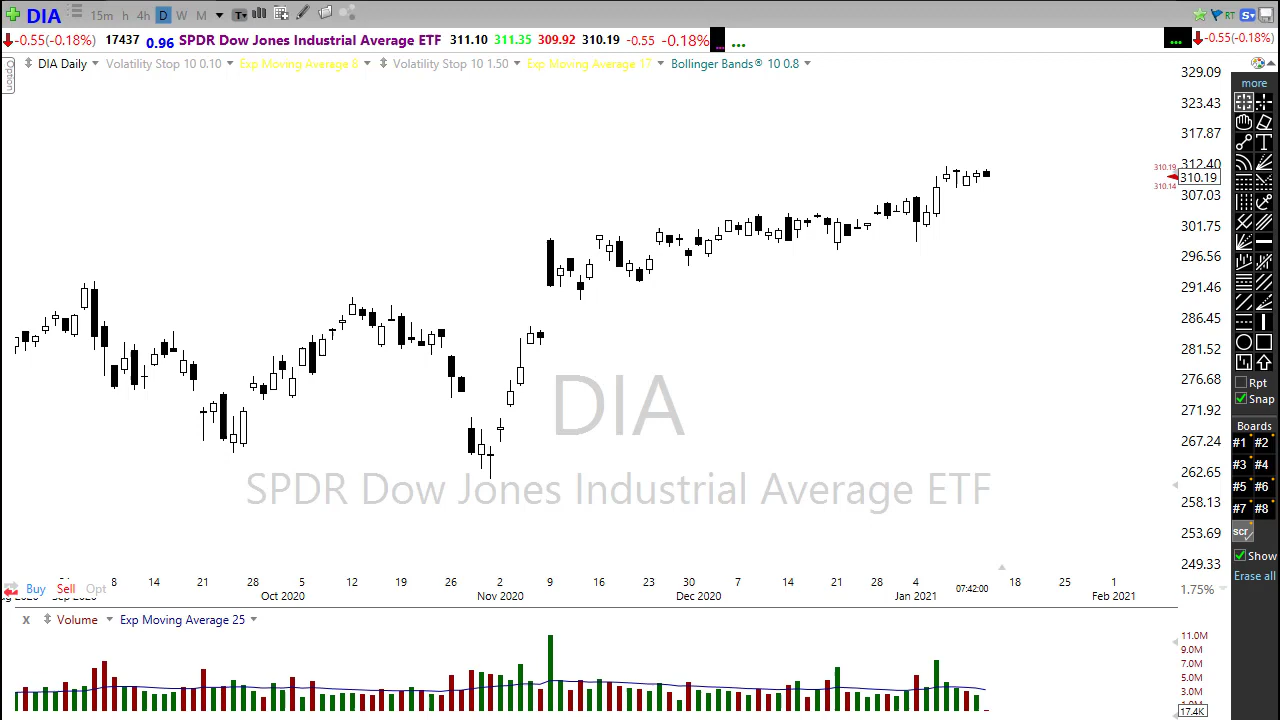 DIA 15m h 4h D W M T RT S
-0.55(-0.18%) 17437 0.96 SPDR Dow Jones Industrial Average ETF 311.10 311.35 309.92 310.19 -0.55 -0.18% ... ... -0.55(-0.18%)
Option DIA Daily Volatility Stop 10 0.10 Exp Moving Average 8 Volatility Stop 10 1.50 Exp Moving Average 17 Bollinger Bands® 10 0.8
329.09
323.43
317.87
312.40
310.19
310.19
310.14
307.03
301.75
296.56
291.46
286.45
281.52
276.68
271.92
267.24
262.65
258.13
253.69
249.33
1.75%
DIA
SPDR Dow Jones Industrial Average ETF
more
T
Rpt
Snap
Boards
#1 #2
#3 #4
#5 #6
#7 #8
scr
Show
Erase all
8 14 21 28 5 12 19 26 2 9 16 23 30 7 14 21 28 4 18 25 1
Buy Sell Opt
Oct 2020 Nov 2020 Dec 2020 Jan 2021 07:42:00 Feb 2021
x Volume Exp Moving Average 25
11.0M
9.0M
7.0M
5.0M
3.0M
17.4K